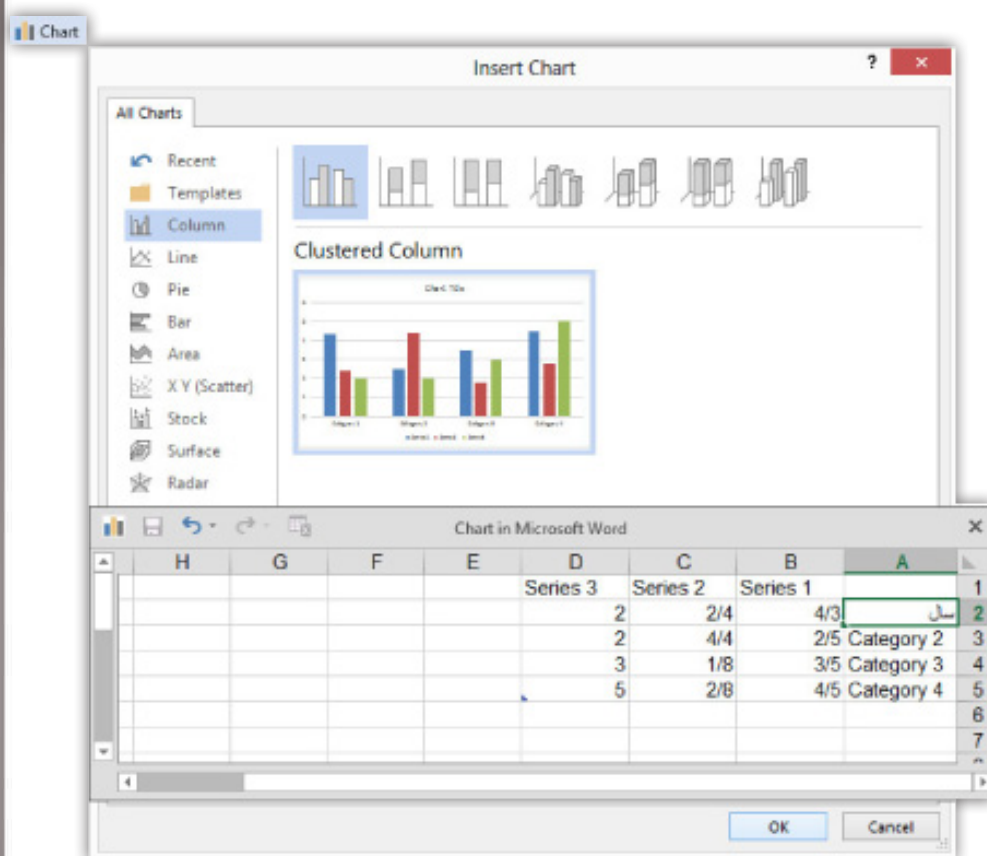 Chart
Insert Chart
?
All Charts
Recent
Templates
Column
Line
Pie
Bar
Area
X Y (Scatter)
Stock
Surface
Radar
Clustered Column
Chart in Microsoft Word
H G F E D C B A
Series 3 Series 2 Series 1 1
2 2/4 4/3 سال 2
2 4/4 2/5 Category 2 3
3 1/8 3/5 Category 3 4
5 2/8 4/5 Category 4 5
6
7
OK Cancel